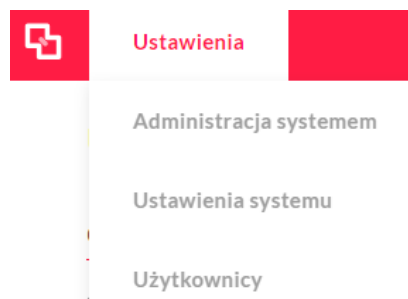 Ustawienia
Administracja systemem
Ustawienia systemu
Użytkownicy